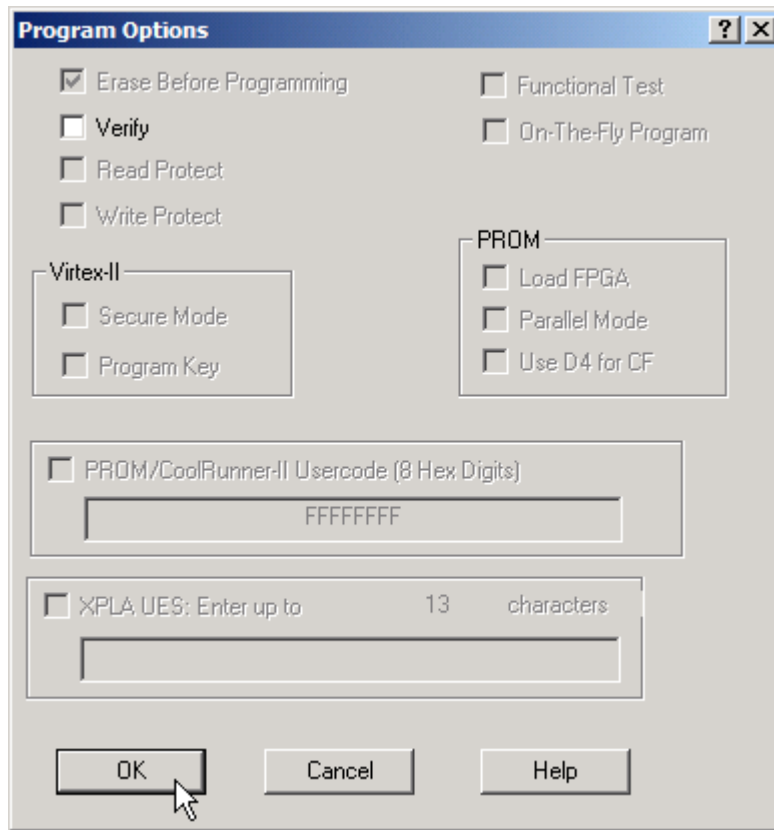 Program Options
Erase Before Programming
Verify
Read Protect
Write Protect
Functional Test
On-The-Fly Program
Virtex-II
Secure Mode
Program Key
PROM
Load FPGA
Parallel Mode
Use D4 for CF
PROM/CoolRunner-II Usercode (8 Hex Digits)
FFFFFFFF
XPLA UES: Enter up to 13 characters
OK Cancel Help